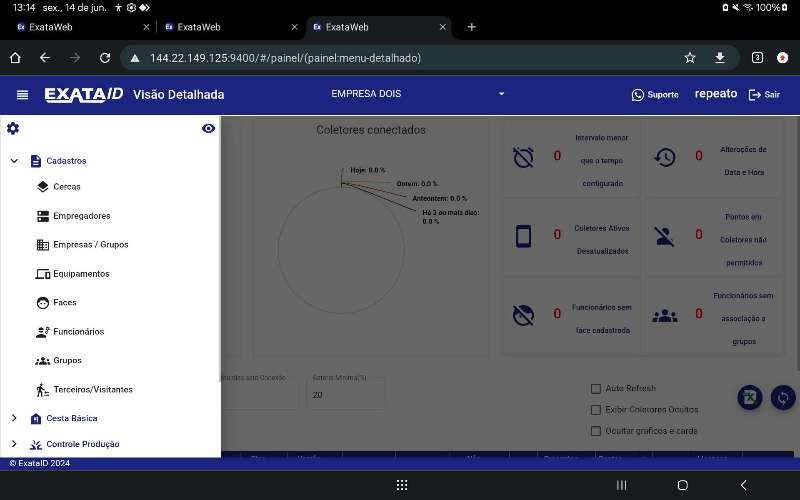 13:14 sex., 14 de jun. 100%
ExataWeb
ExataWeb
ExataWeb
144.22.149.125:9400/#/painel/(painel:menu-detalhado)
3
EXATA ID Visão Detalhada
EMPRESA DOIS
Suporte
repeato
Sair
Cadastros
Cercas
Empregadores
Empresas / Grupos
Equipamentos
Faces
Funcionários
Grupos
Terceiros/Visitantes
Cesta Básica
Controle Produção
Coletores conectados
Hoje: 0.0 %
Ontem: 0.0 %
Anteontem: 0.0 %
Há 3 ou mais dias:
0.0 %
0
Intervalo menor
que o tempo
configurado
0
Alterações de
Data e Hora
0
Coletores Ativos
Desatualizados
0
Pontos em
Coletores não
permitidos
0
Funcionários sem
face cadastrada
0
Funcionários sem
associação a
grupos
dias sem Conexão
Bateria Mínima(%)
20
Auto Refresh
Exibir Coletores Ocultos
Ocultar graficos e cards
© ExataID 2024